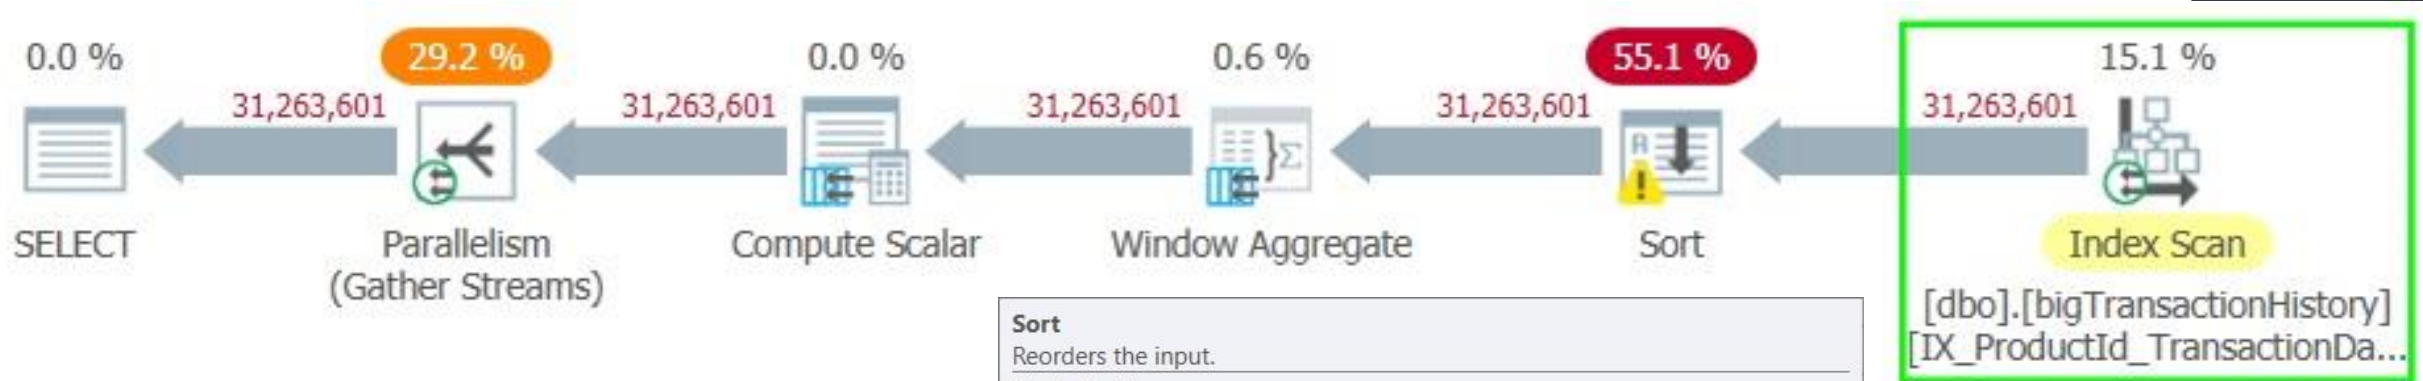 0.0 %
29.2 %
0.0 %
0.6 %
55.1 %
15.1 %
31,263,601
31,263,601
31,263,601
31,263,601
31,263,601
SELECT
Parallelism
(Gather Streams)
Compute Scalar
Window Aggregate
Sort
Index Scan
[dbo].[bigTransactionHistory]
[IX_ProductId_TransactionDa...
Sort
Reorders the input.